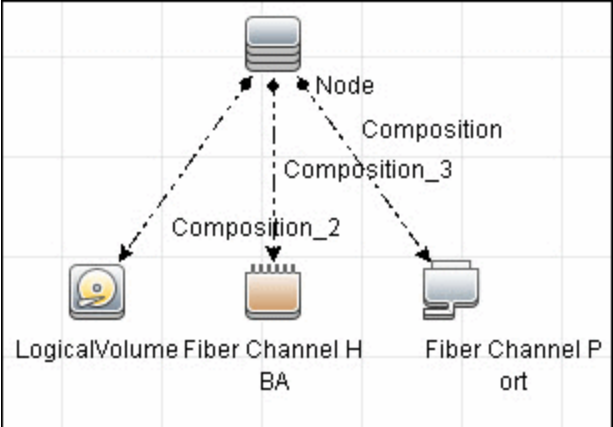 Node
Composition
Composition_3
Composition_2
LogicalVolume Fiber Channel H Fiber Channel P
BA ort